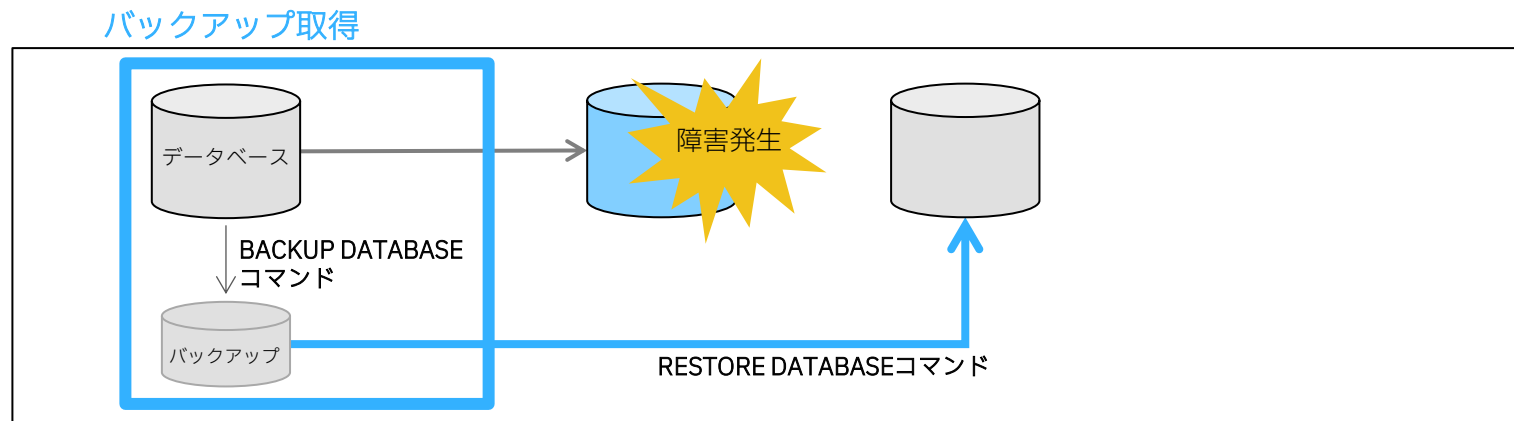 バックアップ取得
データベース
障害発生
BACKUP DATABASE
コマンド
バックアップ
RESTORE DATABASEコマンド